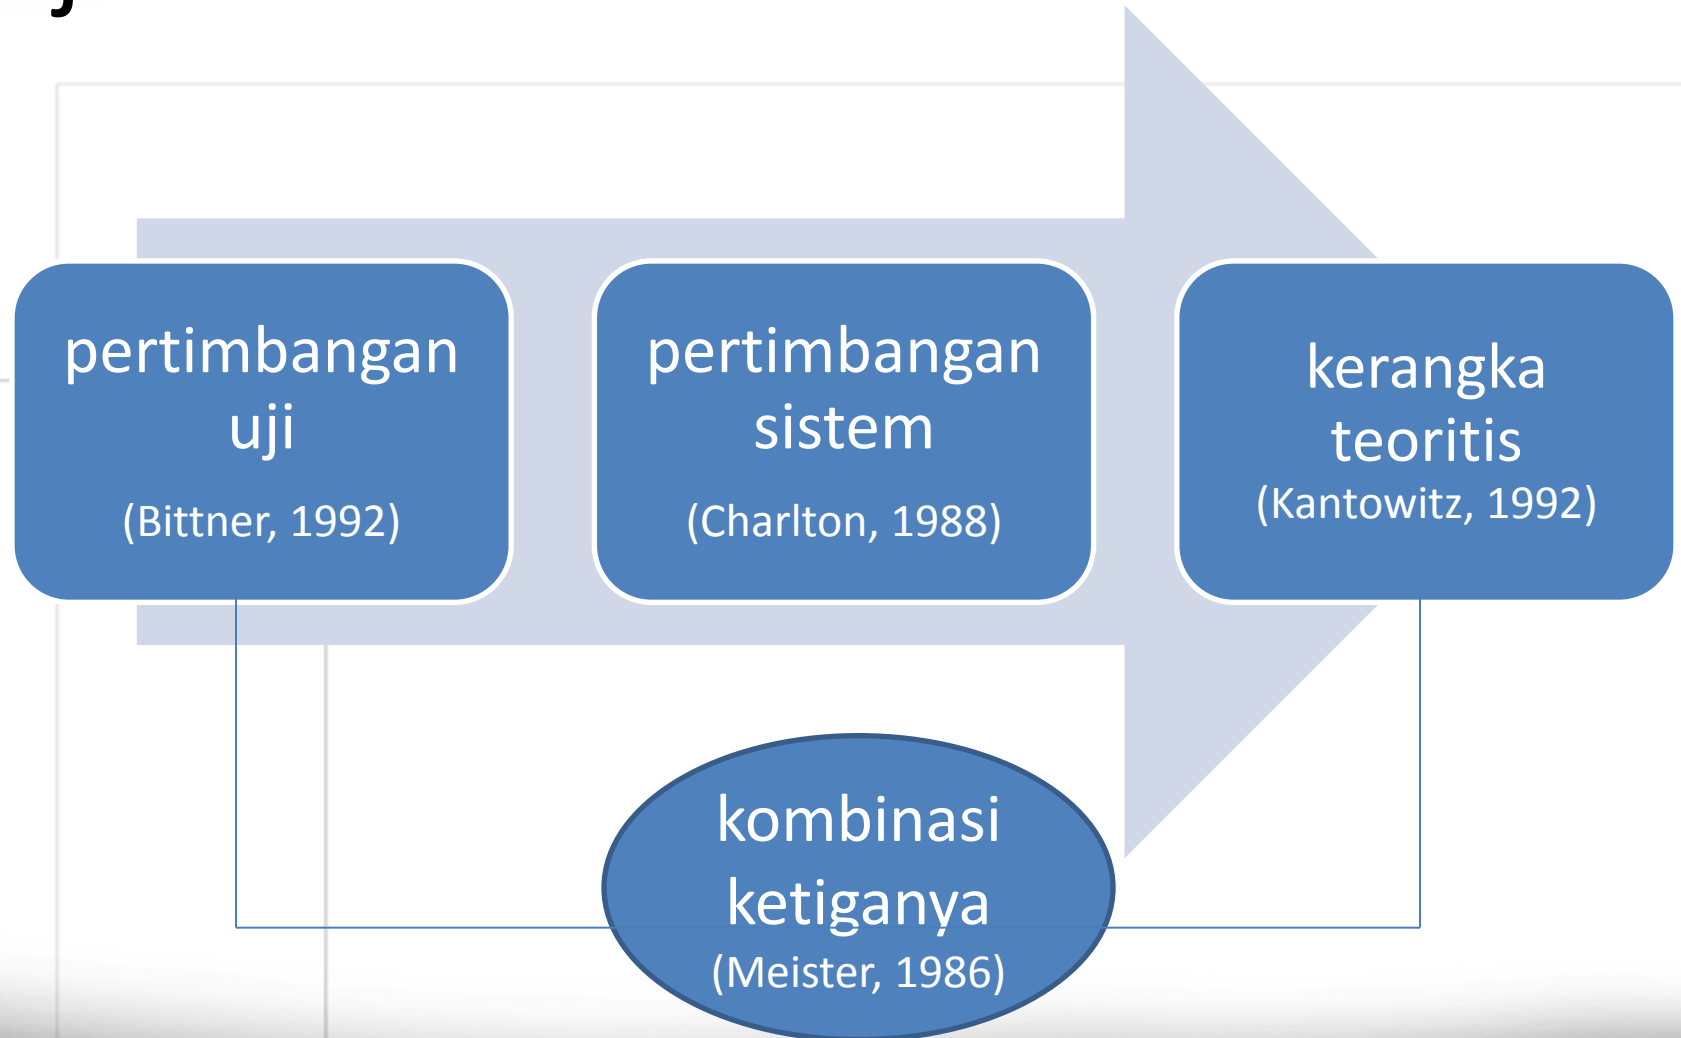 pertimbangan
uji
(Bittner, 1992)
pertimbangan
sistem
(Charlton, 1988)
kerangka
teoritis
(Kantowitz, 1992)
kombinasi
ketiganya
(Meister, 1986)